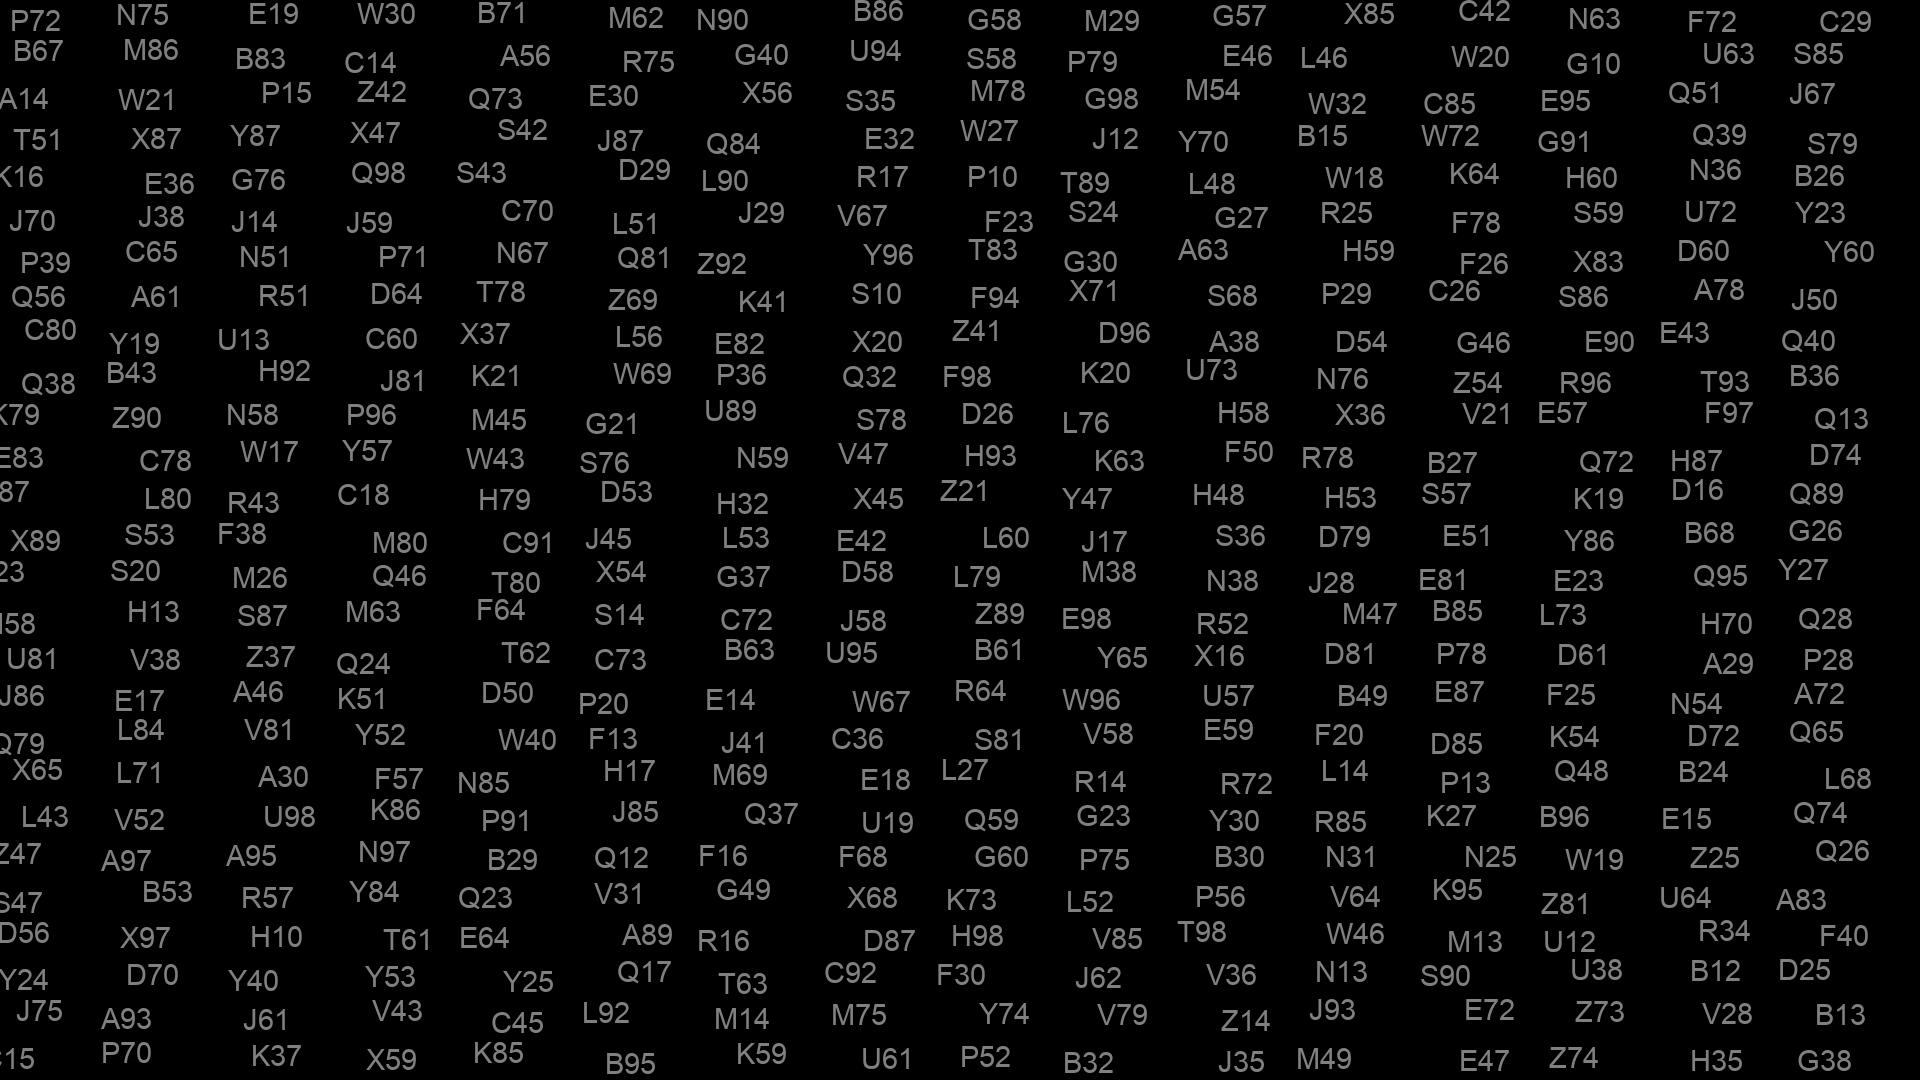 P72 N75 E19 W30 B71 M62 N90 B86 G58 M29 G57 X85 C42 N63 F72 C29
B67 M86 B83 C14 A56 R75 G40 U94 S58 P79 E46 L46 W20 G10 U63 S85
A14 W21 P15 Z42 Q73 E30 X56 S35 M78 G98 M54 W32 C85 E95 Q51 J67
T51 X87 Y87 X47 S42 J87 Q84 E32 W27 J12 Y70 B15 W72 G91 Q39 S79
K16 E36 G76 Q98 S43 D29 L90 R17 P10 T89 L48 W18 K64 H60 N36 B26
J70 J38 J14 J59 C70 L51 J29 V67 F23 S24 G27 R25 F78 S59 U72 Y23
P39 C65 N51 P71 N67 Q81 Z92 Y96 T83 G30 A63 H59 F26 X83 D60 Y60
Q56 A61 R51 D64 T78 Z69 K41 S10 F94 X71 S68 P29 C26 S86 A78 J50
C80 Y19 U13 C60 X37 L56 E82 X20 Z41 D96 A38 D54 G46 E90 E43 Q40
Q38 B43 H92 J81 K21 W69 P36 Q32 F98 K20 U73 N76 Z54 R96 T93 B36
K79 Z90 N58 P96 M45 G21 U89 S78 D26 L76 H58 X36 V21 E57 F97 Q13
E83 C78 W17 Y57 W43 S76 N59 V47 H93 K63 F50 R78 B27 Q72 H87 D74
87 L80 R43 C18 H79 D53 H32 X45 Z21 Y47 H48 H53 S57 K19 D16 Q89
X89 S53 F38 M80 C91 J45 L53 E42 L60 J17 S36 D79 E51 Y86 B68 G26
23 S20 M26 Q46 T80 X54 G37 D58 L79 M38 N38 J28 E81 E23 Q95 Y27
58 H13 S87 M63 F64 S14 C72 J58 Z89 E98 R52 M47 B85 L73 H70 Q28
U81 V38 Z37 Q24 T62 C73 B63 U95 B61 Y65 X16 D81 P78 D61 A29 P28
J86 E17 A46 K51 D50 P20 E14 W67 R64 W96 U57 B49 E87 F25 N54 A72
Q79 L84 V81 Y52 W40 F13 J41 C36 S81 V58 E59 F20 D85 K54 D72 Q65
X65 L71 A30 F57 N85 H17 M69 E18 L27 R14 R72 L14 P13 Q48 B24 L68
L43 V52 U98 K86 P91 J85 Q37 U19 Q59 G23 Y30 R85 K27 B96 E15 Q74
Z47 A97 A95 N97 B29 Q12 F16 F68 G60 P75 B30 N31 N25 W19 Z25 Q26
S47 B53 R57 Y84 Q23 V31 G49 X68 K73 L52 P56 V64 K95 Z81 U64 A83
D56 X97 H10 T61 E64 A89 R16 D87 H98 V85 T98 W46 M13 U12 R34 F40
Y24 D70 Y40 Y53 Y25 Q17 T63 C92 F30 J62 V36 N13 S90 U38 B12 D25
J75 A93 J61 V43 C45 L92 M14 M75 Y74 V79 Z14 J93 E72 Z73 V28 B13
15 P70 K37 X59 K85 B95 K59 U61 P52 B32 J35 M49 E47 Z74 H35 G38